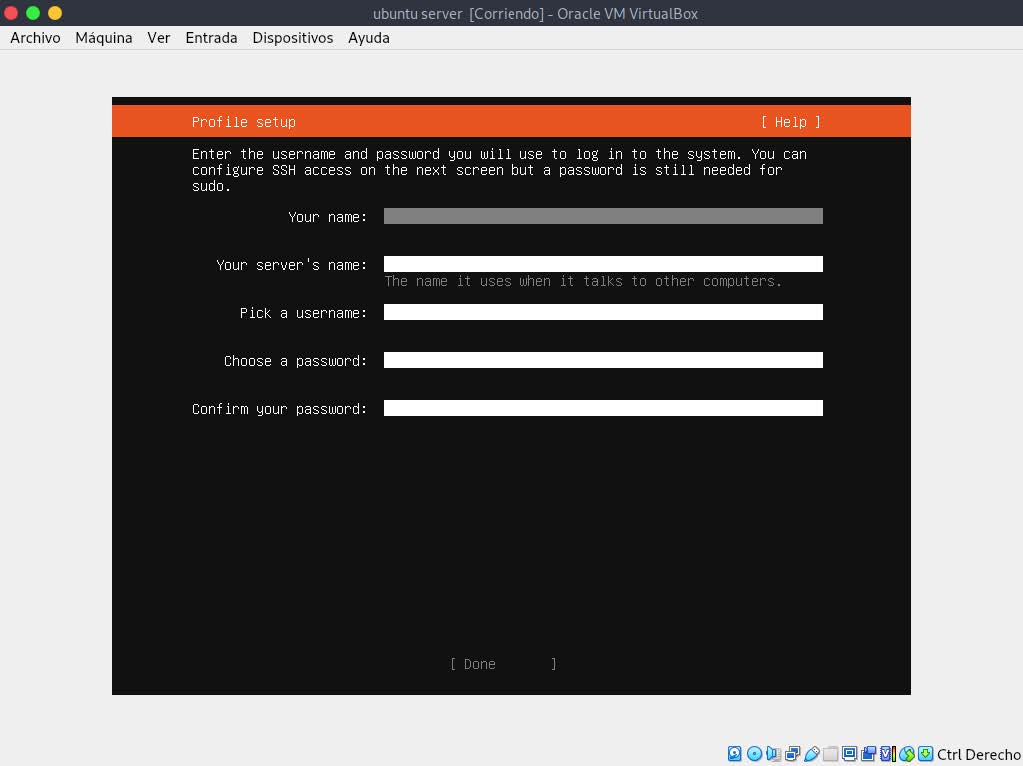 ubuntu server [Corriendo] - Oracle VM VirtualBox
Archivo Máquina Ver Entrada Dispositivos Ayuda
Profile setup [ Help ]
Enter the username and password you will use to log in to the system. You can
configure SSH access on the next screen but a password is still needed for
sudo.
Your name:
Your server's name:
The name it uses when it talks to other computers.
Pick a username:
Choose a password:
Confirm your password:
[ Done ]
Ctrl Derecho